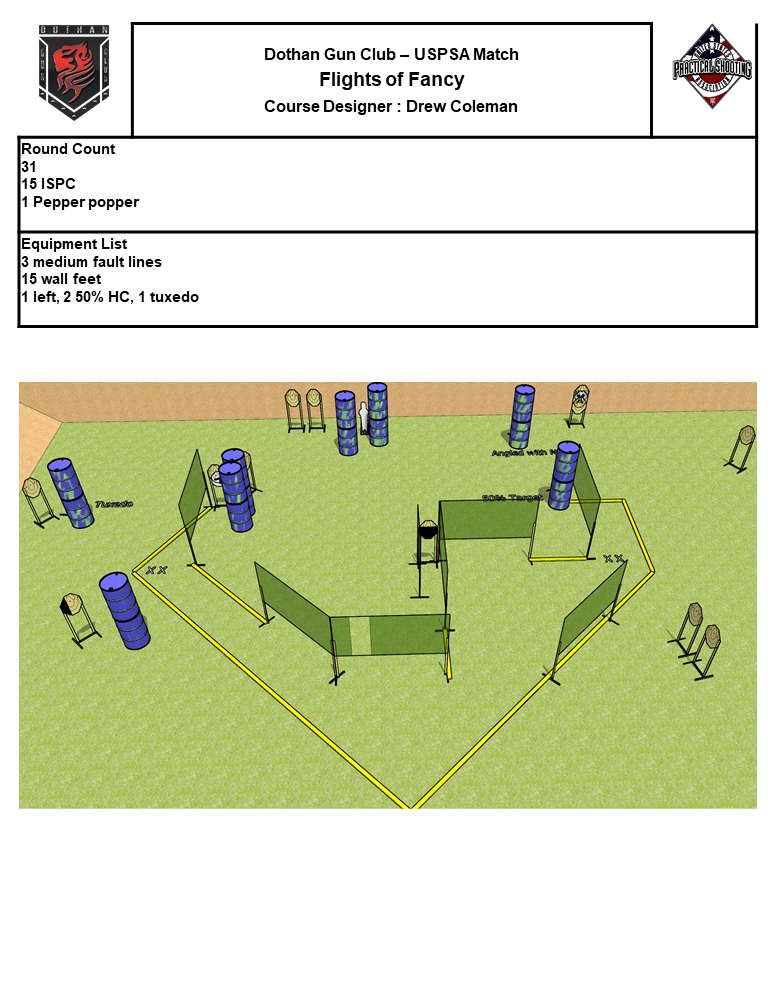 DOTHAN
GUN
CLUB
Dothan Gun Club – USPSA Match
Flights of Fancy
Course Designer : Drew Coleman
UNITED STATES
PRACTICAL SHOOTING
ASSOCIATION
Round Count
31
15 ISPC
1 Pepper popper
Equipment List
3 medium fault lines
15 wall feet
1 left, 2 50% HC, 1 tuxedo
Angled with
50% Target
Tuxedo
X X
X X